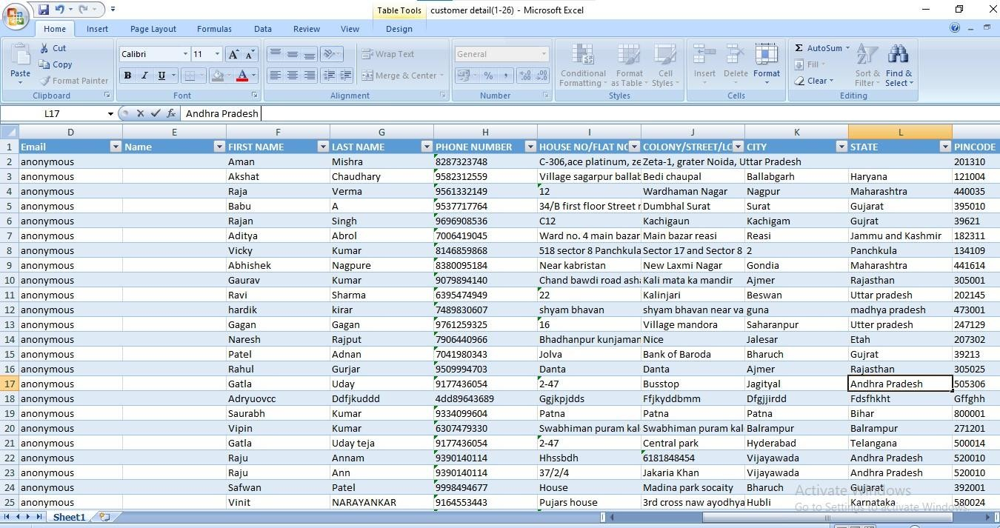 Table Tools customer detail(1-26) - Microsoft Excel
Home Insert Page Layout Formulas Data Review View Design
Paste Cut Copy Format Painter Clipboard
Calibri 11 B I U Font
Wrap Text Merge & Center Alignment
General % , Number
Conditional Formatting Format as Table Cell Styles Styles
Insert Delete Format Cells
Σ AutoSum Fill Clear Sort & Filter Find & Select Editing
L17 fx Andhra Pradesh
D E F G H I J K L
1 Email Name FIRST NAME LAST NAME PHONE NUMBER HOUSE NO/FLAT NO COLONY/STREET/LO CITY STATE PINCODE
2 anonymous Aman Mishra 8287323748 C-306,ace platinum, ze Zeta-1, grater Noida, Uttar Pradesh 201310
3 anonymous Akshat Chaudhary 9582312559 Village sagarpur ballab Bedi chaupal Ballabgarh Haryana 121004
4 anonymous Raja Verma 9561332149 12 Wardhaman Nagar Nagpur Maharashtra 440035
5 anonymous Babu A 9537717764 34/B first floor Street r Dumbhal Surat Surat Gujarat 395010
6 anonymous Rajan Singh 9696908536 C12 Kachigaun Kachigam Gujrat 39621
7 anonymous Aditya Abrol 7006419045 Ward no. 4 main bazar Main bazar reasi Reasi Jammu and Kashmir 182311
8 anonymous Vicky Kumar 8146859868 518 sector 8 Panchkula Sector 17 and Sector 8 2 Panchkula 134109
9 anonymous Abhishek Nagpure 8380095184 Near kabristan New Laxmi Nagar Gondia Maharashtra 441614
10 anonymous Gaurav Kumar 9079894140 Chand bawdi road asha Kali mata ka mandir Ajmer Rajasthan 305001
11 anonymous Ravi Sharma 6395474949 22 Kalinjari Beswan Uttar pradesh 202145
12 anonymous hardik kirar 7489830607 shyam bhavan shyam bhavan near va guna madhya pradesh 473001
13 anonymous Gagan Gagan 9761259325 16 Village mandora Saharanpur Utter pradesh 247129
14 anonymous Naresh Rajput 7906440966 Bhadhanpur kunjaman Nice Jalesar Etah 207302
15 anonymous Patel Adnan 7041980343 Jolva Bank of Baroda Bharuch Gujrat 39213
16 anonymous Rahul Gurjar 9509994703 Danta Danta Ajmer Rajasthan 305025
17 anonymous Gatla Uday 9177436054 2-47 Busstop Jagityal Andhra Pradesh 505306
18 anonymous Adryuovcc Ddfjkuddd 4dd89643689 Ggjkpjdds Ffjkyddbmm Dfgjjirdd Fdsfhkht Gffghh
19 anonymous Saurabh Kumar 9334099604 Patna Patna Patna Bihar 800001
20 anonymous Vipin Kumar 6307479330 Swabhiman puram kal Swabhiman puram kal Balrampur Balrampur 271201
21 anonymous Gatla Uday teja 9177436054 2-47 Central park Hyderabad Telangana 500014
22 anonymous Raju Annam 9390140114 Hhssbdh 6181848454 Vijayawada Andhra Pradesh 520010
23 anonymous Raju Ann 9390140114 37/2/4 Jakaria Khan Vijayawada Andhra Pradesh 520010
24 anonymous Safwan Patel 9998494677 House Madina park socaity Bharuch Gujarat 392001
25 anonymous Vinit NARAYANKAR 9164553443 Pujars house 3rd cross naw ayodhya Hubli Karnataka 580024
Activate Windows
Go to Settings to activate Windows.
Sheet1